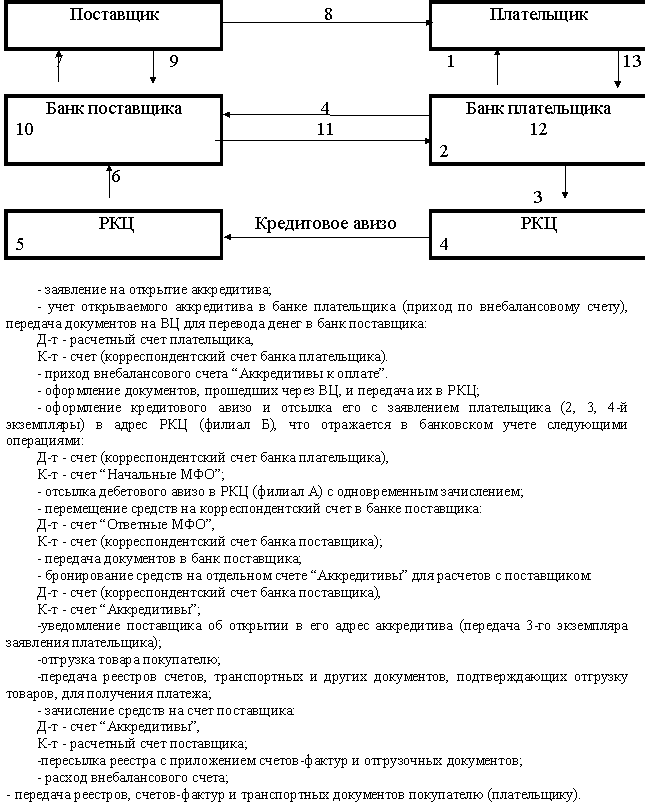 Поставщик 8 Плательщик
7 9 1 13
Банк поставщика 4 Банк плательщика
10 11 12
2
6 3
РКЦ Кредитовое авизо РКЦ
5 4
- заявление на открытие аккредитива;
- учет открываемого аккредитива в банке плательщика (приход по внебалансовому счету),
передача документов на ВЦ для перевода денег в банк поставщика:
Д-т - расчетный счет плательщика,
К-т - счет (корреспондентский счет банка плательщика).
- приход внебалансового счета “Аккредитивы к оплате”.
- оформление документов, прошедших через ВЦ, и передача их в РКЦ;
- оформление кредитового авизо и отсылка его с заявлением плательщика (2, 3, 4-й
экземпляры) в адрес РКЦ (филиал Б), что отражается в банковском учете следующими
операциями:
Д-т - счет (корреспондентский счет банка плательщика),
К-т - счет “Начальные МФО”;
- отсылка дебетового авизо в РКЦ (филиал А) с одновременным зачислением;
- перемещение средств на корреспондентский счет в банке поставщика:
Д-т - счет “Ответные МФО”,
К-т - счет (корреспондентский счет банка поставщика);
- передача документов в банк поставщика;
- бронирование средств на отдельном счете “Аккредитивы” для расчетов с поставщиком:
Д-т - счет (корреспондентский счет банка поставщика),
К-т - счет “Аккредитивы”;
-уведомление поставщика об открытии в его адрес аккредитива (передача 3-го экземпляра
заявления плательщика);
-отгрузка товара покупателю;
-передача реестров счетов, транспортных и других документов, подтверждающих отгрузку
товаров, для получения платежа;
- зачисление средств на счет поставщика:
Д-т - счет “Аккредитивы”,
К-т - расчетный счет поставщика;
-пересылка реестра с приложением счетов-фактур и отгрузочных документов;
- расход внебалансового счета;
- передача реестров, счетов-фактур и транспортных документов покупателю (плательщику).